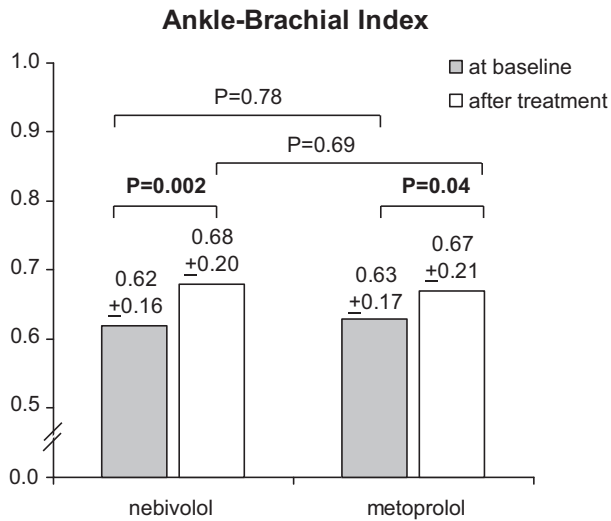 Ankle-Brachial Index
1.0
at baseline
after treatment
P=0.78
0.9
P=0.69
0.8
P=0.002
P=0.04
0.7
0.62
+0.16
0.68
+0.20
0.63
+0.17
0.67
+0.21
0.6
0.5
0.0
nebivolol
metoprolol